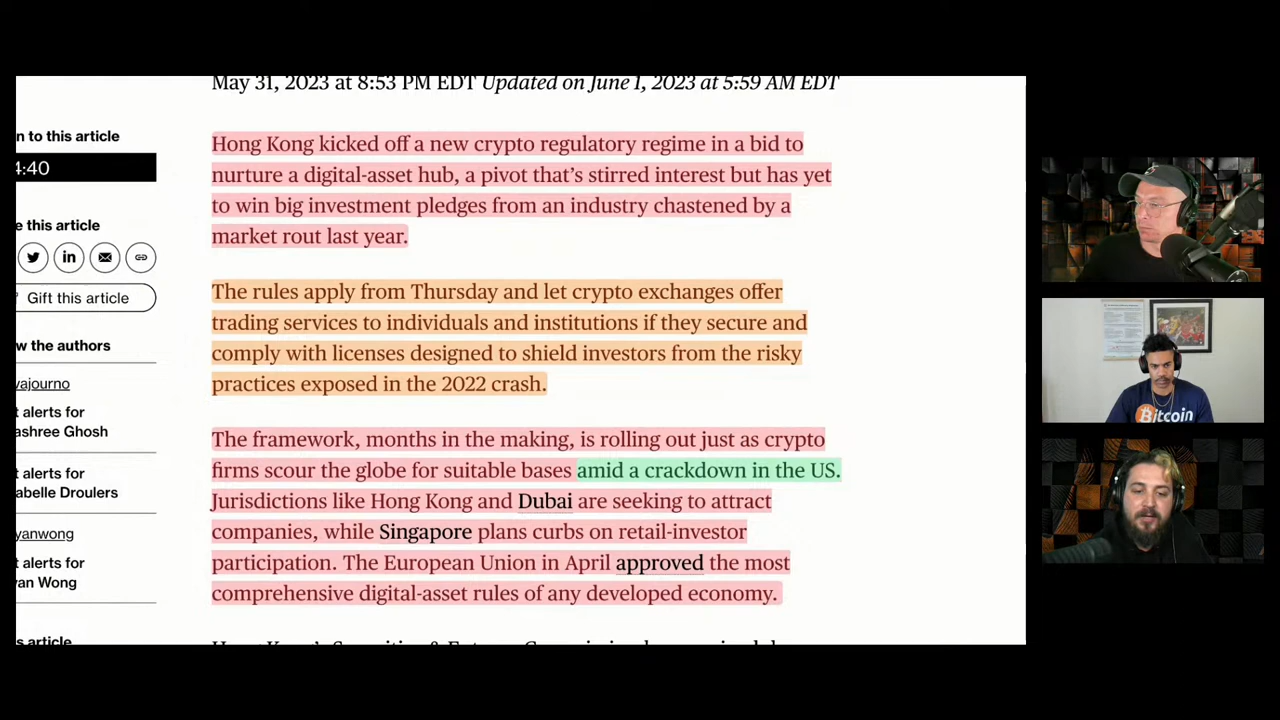 May 31, 2023 at 8:53 PM EDT Updated on June 1, 2023 at 5:59 AM EDT
n to this article
4:40
e this article
Gift this article
w the authors
vajourno
t alerts for
ashree Ghosh
t alerts for
abelle Droulers
yanwong
t alerts for
yan Wong
s article
Hong Kong kicked off a new crypto regulatory regime in a bid to
nurture a digital-asset hub, a pivot that's stirred interest but has yet
to win big investment pledges from an industry chastened by a
market rout last year.
The rules apply from Thursday and let crypto exchanges offer
trading services to individuals and institutions if they secure and
comply with licenses designed to shield investors from the risky
practices exposed in the 2022 crash.
The framework, months in the making, is rolling out just as crypto
firms scour the globe for suitable bases amid a crackdown in the US.
Jurisdictions like Hong Kong and Dubai are seeking to attract
companies, while Singapore plans curbs on retail-investor
participation. The European Union in April approved the most
comprehensive digital-asset rules of any developed economy.
Bitcoin